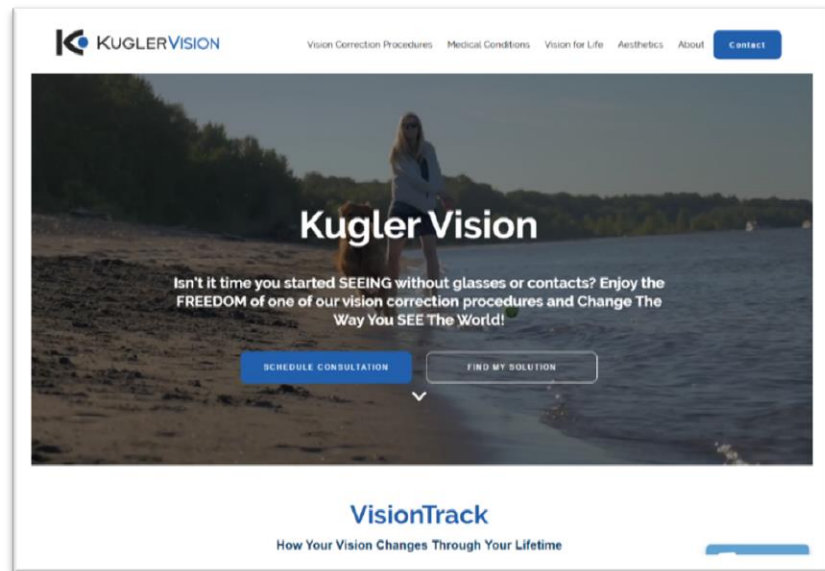 KUGLERVISION
Vision Correction Procedures Medical Conditions Vision for Life Aesthetics About Contact
Kugler Vision
Isn't it time you started SEEING without glasses or contacts? Enjoy the
FREEDOM of one of our vision correction procedures and Change The
Way You SEE The World!
SCHEDULE CONSULTATION FIND MY SOLUTION
VisionTrack
How Your Vision Changes Through Your Lifetime